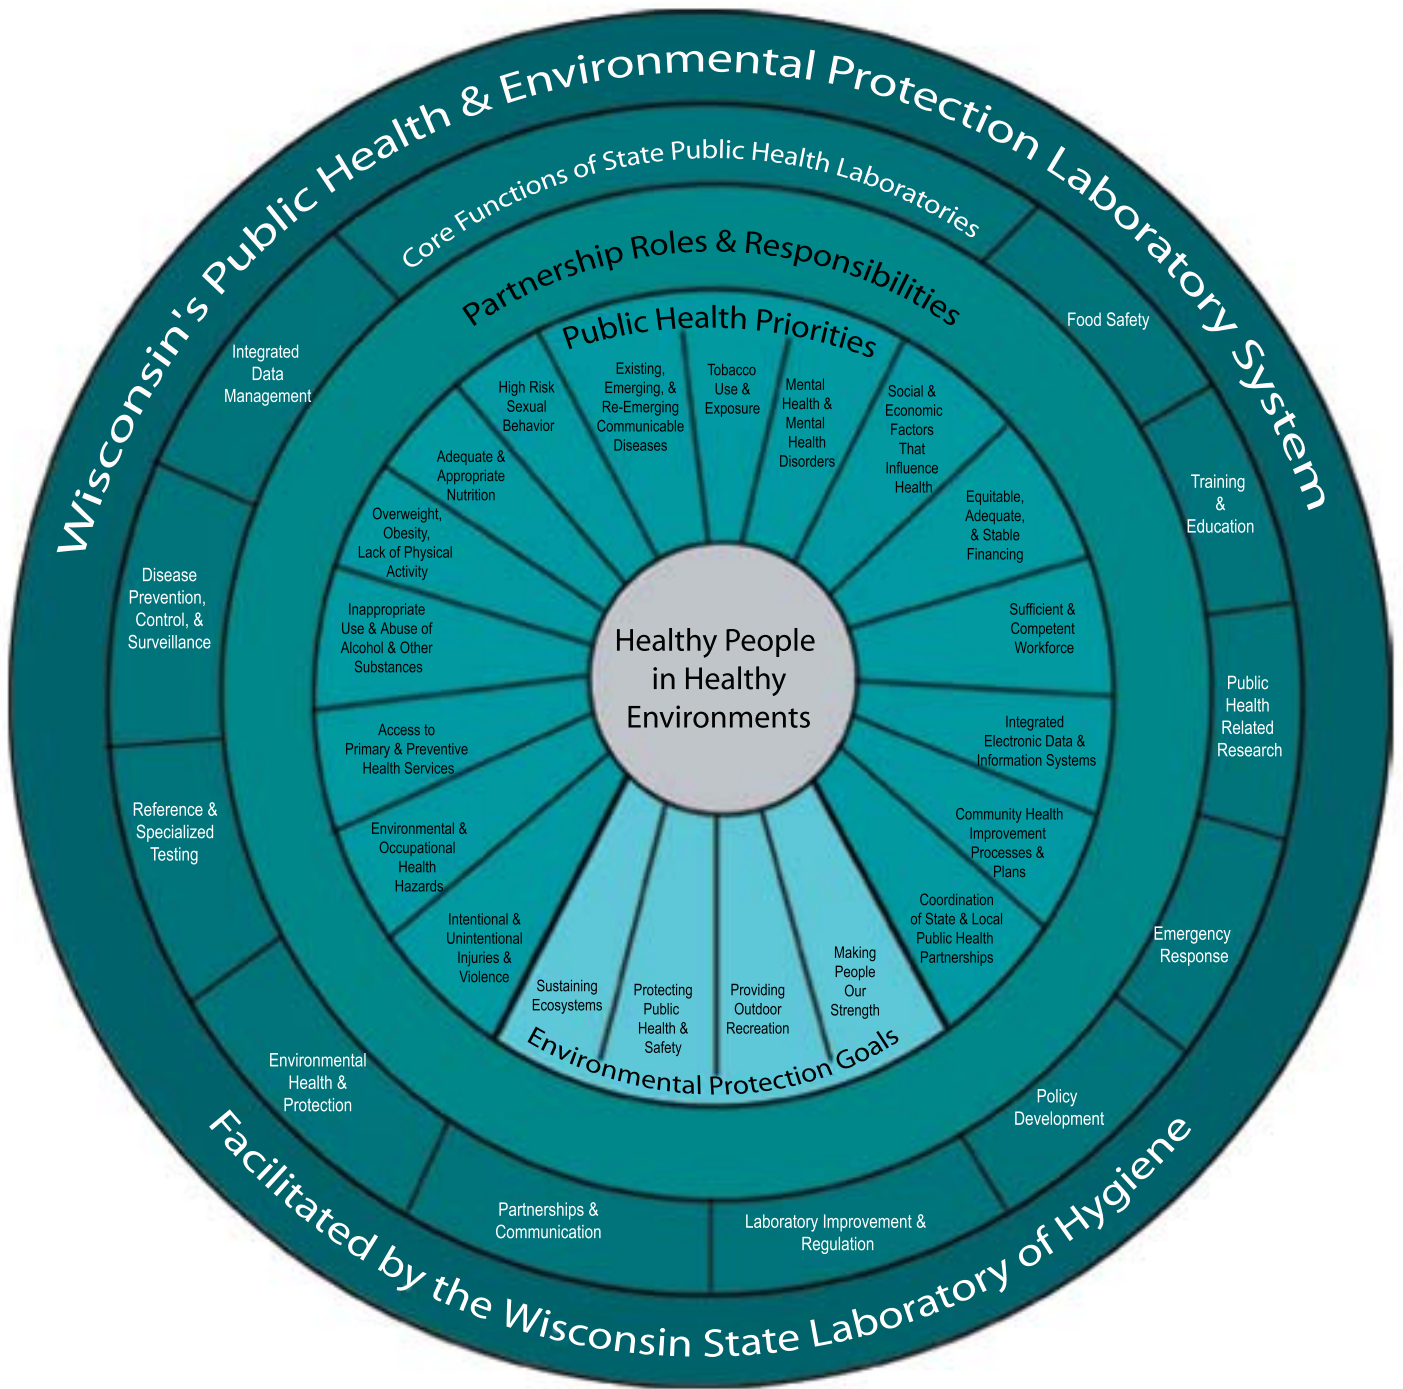 Wisconsin's Public Health & Environmental Protection Laboratory System
Core Functions of State Public Health Laboratories
Food Safety
Training
&
Education
Public
Health
Related
Research
Emergency
Response
Policy
Development
Laboratory Improvement &
Regulation
Partnerships &
Communication
Environmental
Health &
Protection
Reference &
Specialized
Testing
Disease
Prevention,
Control, &
Surveillance
Integrated
Data
Management
Partnership Roles & Responsibilities
Public Health Priorities
Existing,
Emerging, &
Re-Emerging
Communicable
Diseases
Tobacco
Use &
Exposure
Mental
Health &
Mental
Health
Disorders
Social &
Economic
Factors
That
Influence
Health
Equitable,
Adequate,
& Stable
Financing
Sufficient &
Competent
Workforce
Integrated
Electronic Data &
Information Systems
Community Health
Improvement
Processes &
Plans
Coordination
of State & Local
Public Health
Partnerships
Making
People
Our
Strength
Providing
Outdoor
Recreation
Protecting
Public
Health &
Safety
Sustaining
Ecosystems
Environmental Protection Goals
Intentional &
Unintentional
Injuries &
Violence
Environmental &
Occupational
Health
Hazards
Access to
Primary & Preventive
Health Services
Inappropriate
Use & Abuse of
Alcohol & Other
Substances
Overweight,
Obesity,
Lack of Physical
Activity
Adequate &
Appropriate
Nutrition
High Risk
Sexual
Behavior
Healthy People
in Healthy
Environments
Facilitated by the Wisconsin State Laboratory of Hygiene